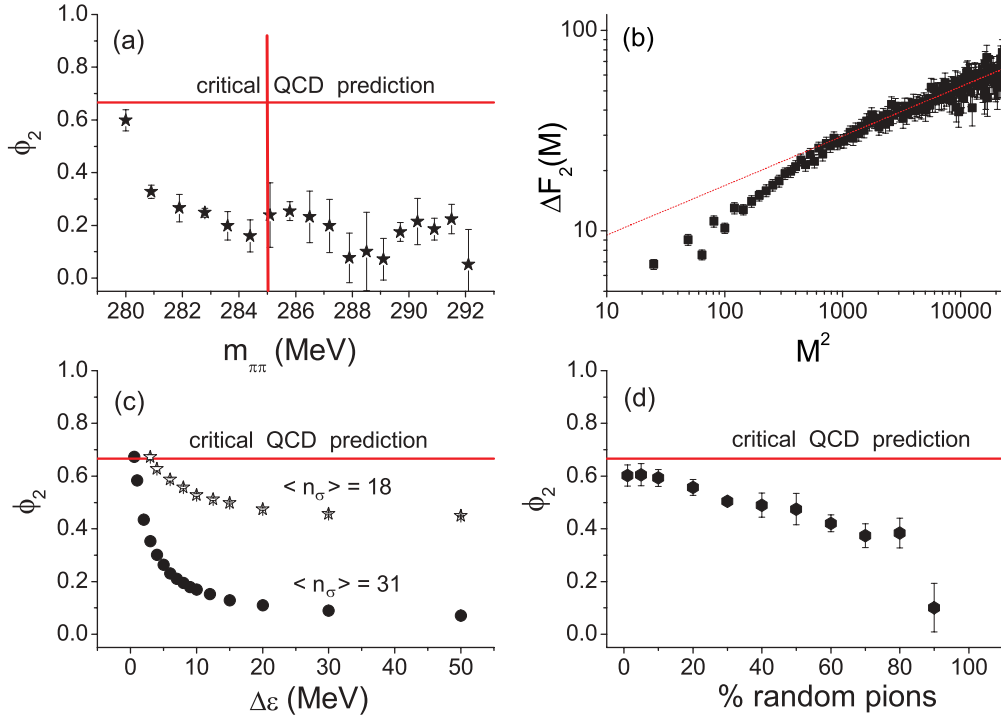 (a)
critical QCD prediction
ϕ₂
1.0
0.8
0.6
0.4
0.2
0.0
280 282 284 286 288 290 292
m_ππ (MeV)
(b)
ΔF₂(M)
100
10
10 100 1000 10000
M²
(c)
critical QCD prediction
< n_σ > = 18
< n_σ > = 31
ϕ₂
1.0
0.8
0.6
0.4
0.2
0.0
0 10 20 30 40 50
Δε (MeV)
(d)
critical QCD prediction
ϕ₂
1.0
0.8
0.6
0.4
0.2
0.0
0 20 40 60 80 100
% random pions